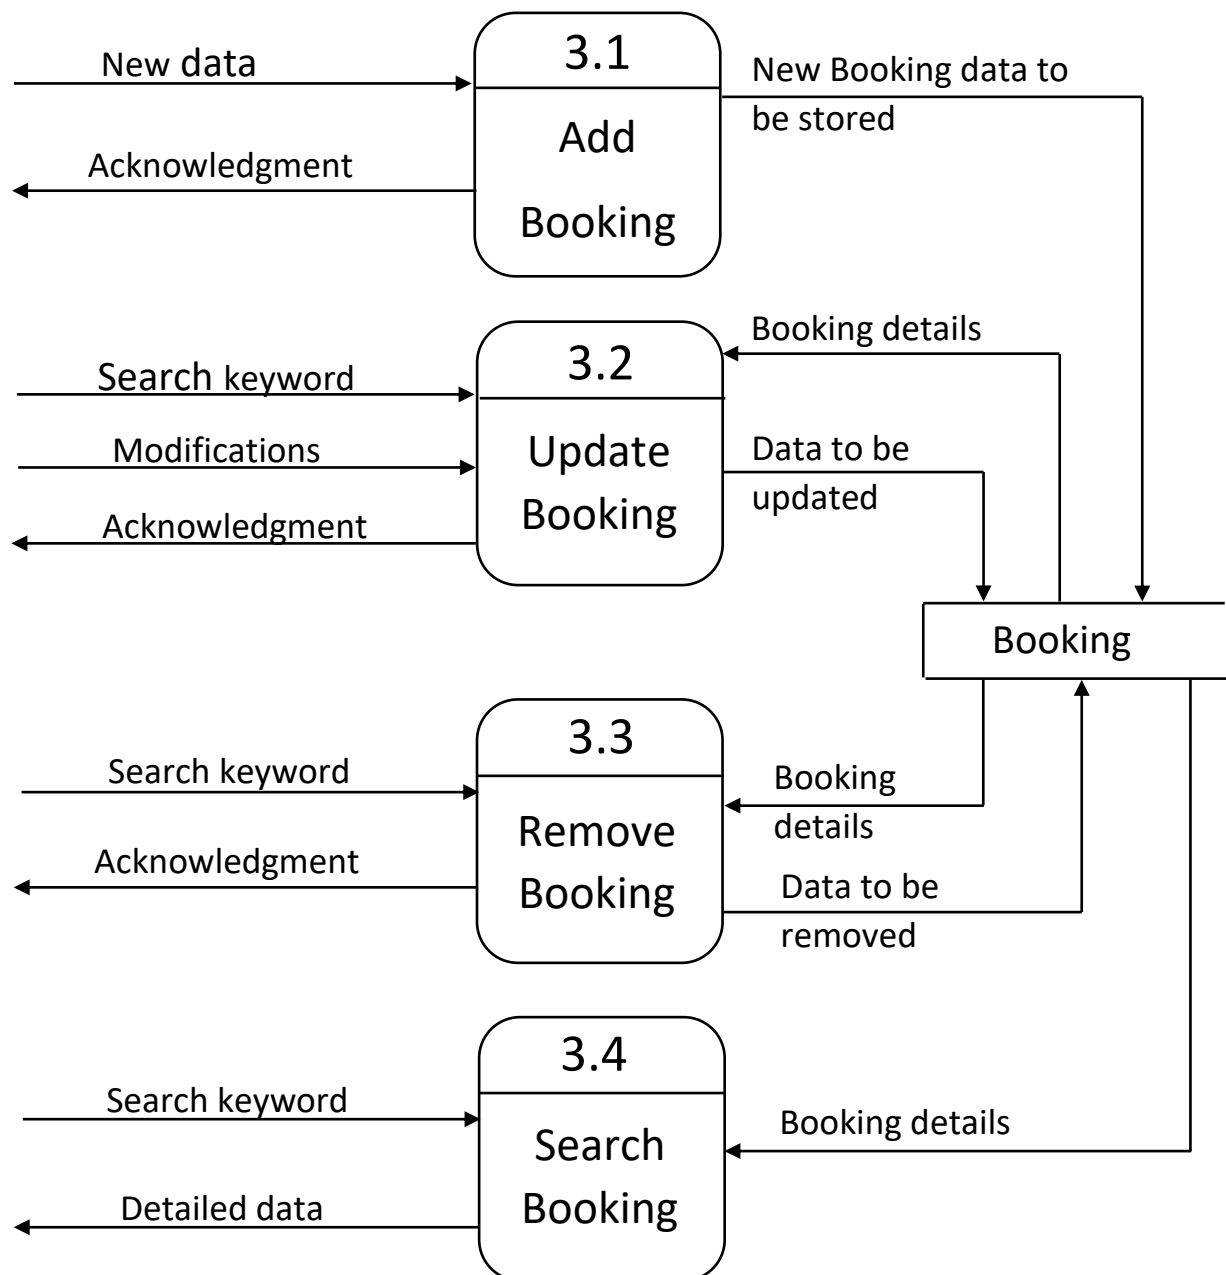 New data
3.1
New Booking data to
be stored
Add
Booking
Acknowledgment
Search keyword
3.2
Booking details
Modifications
Update
Booking
Data to be
updated
Acknowledgment
Booking
Search keyword
3.3
Booking
details
Remove
Booking
Acknowledgment
Data to be
removed
Search keyword
3.4
Booking details
Search
Booking
Detailed data